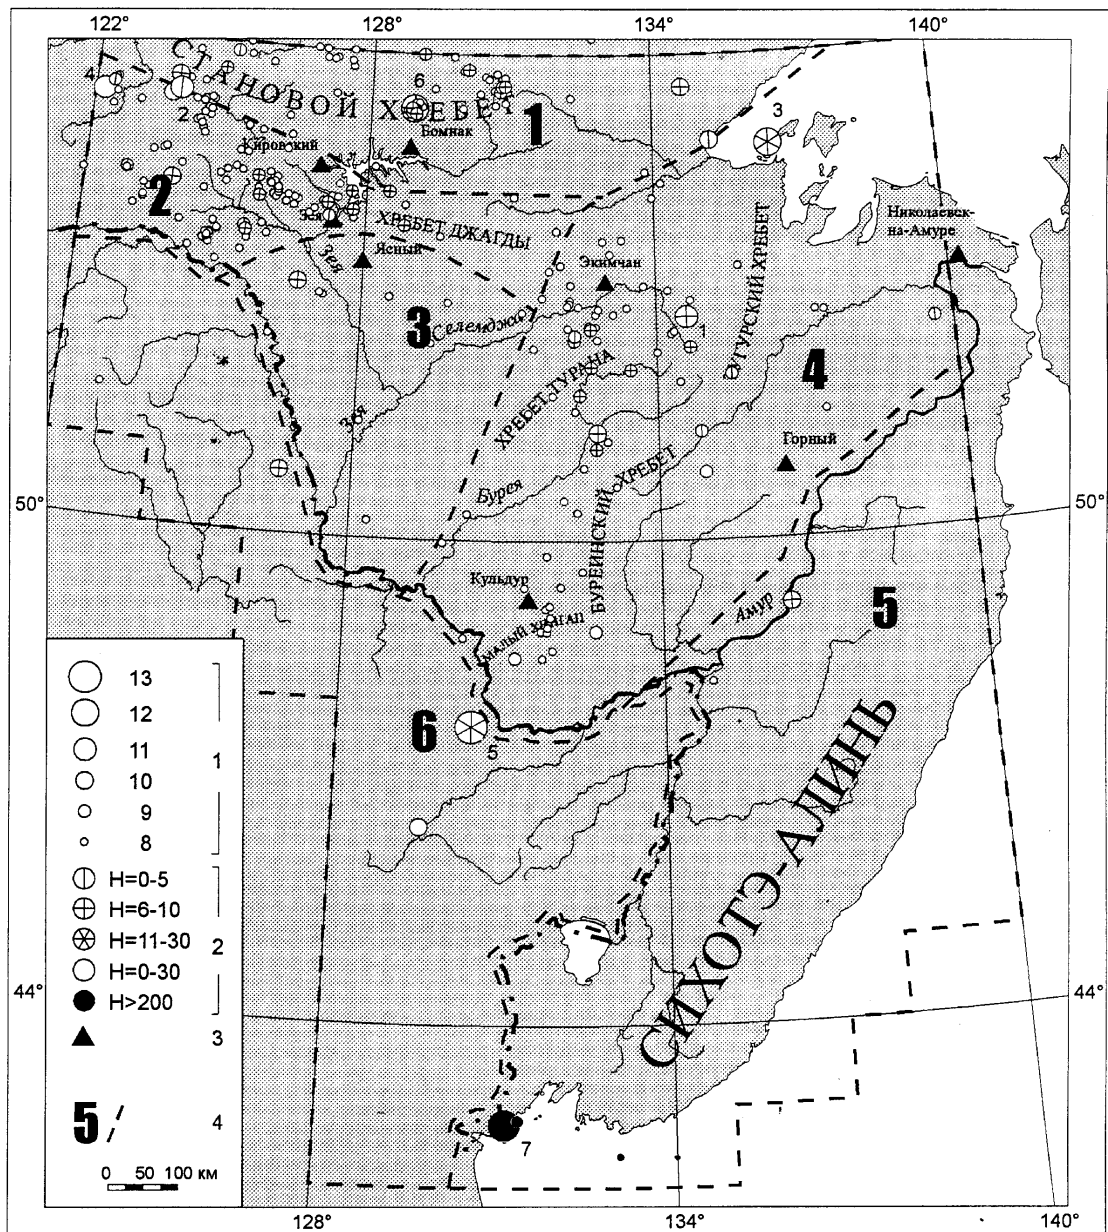 122°
128°
134°
140°
СТАНОВОЙ ХРЕБЕТ
4
2
6
1
3
Кировский
Бомнак
2
Зея
Зея
ХРЕБЕТ ДЖАГДЫ
Ясный
Экимчан
Николаевск-
на-Амуре
3
Селемджа
1
4
ХРЕБЕТ ТУРАНА
Зея
Горный
ХРЕБЕТ
Бурея
БУРЕИНСКИЙ
50°
50°
Кульдур
МАЛЫЙ ХИНГАН
Амур
5
6
5
СИХОТЭ-АЛИНЬ
13
12
11
10
9
8
1
H=0-5
H=6-10
H=11-30
H=0-30
H>200
2
3
5
4
0 50 100 км
44°
44°
7
128°
134°
140°